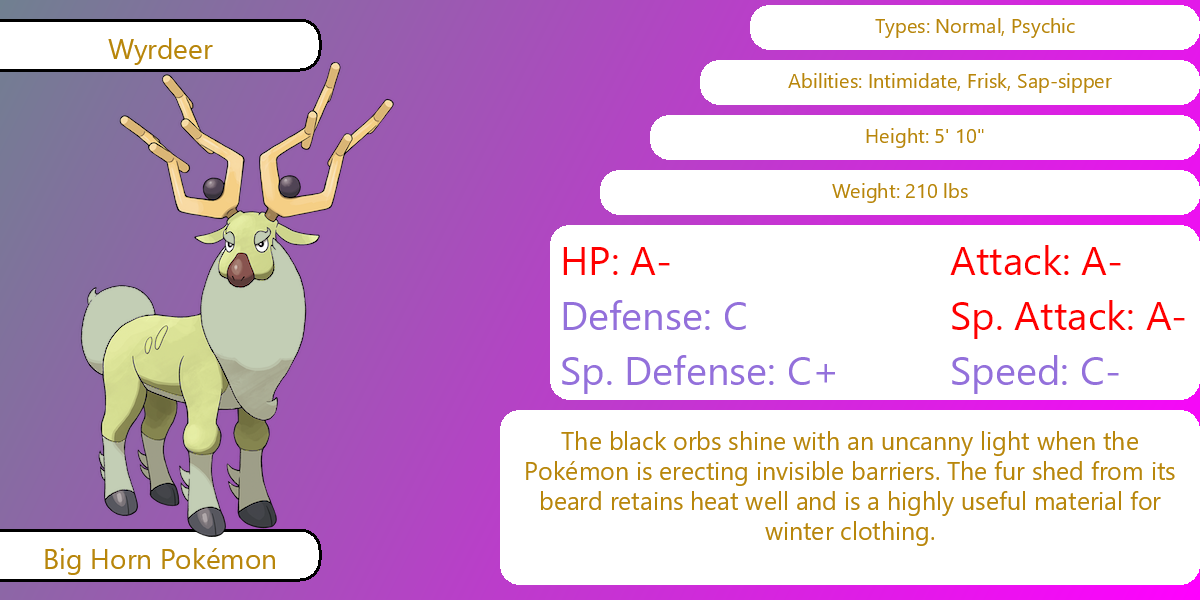 Wyrdeer
Types: Normal, Psychic
Abilities: Intimidate, Frisk, Sap-sipper
Height: 5' 10"
Weight: 210 lbs
HP: A-
Attack: A-
Defense: C
Sp. Attack: A-
Sp. Defense: C+
Speed: C-
The black orbs shine with an uncanny light when the
Pokémon is erecting invisible barriers. The fur shed from its
beard retains heat well and is a highly useful material for
winter clothing.
Big Horn Pokémon